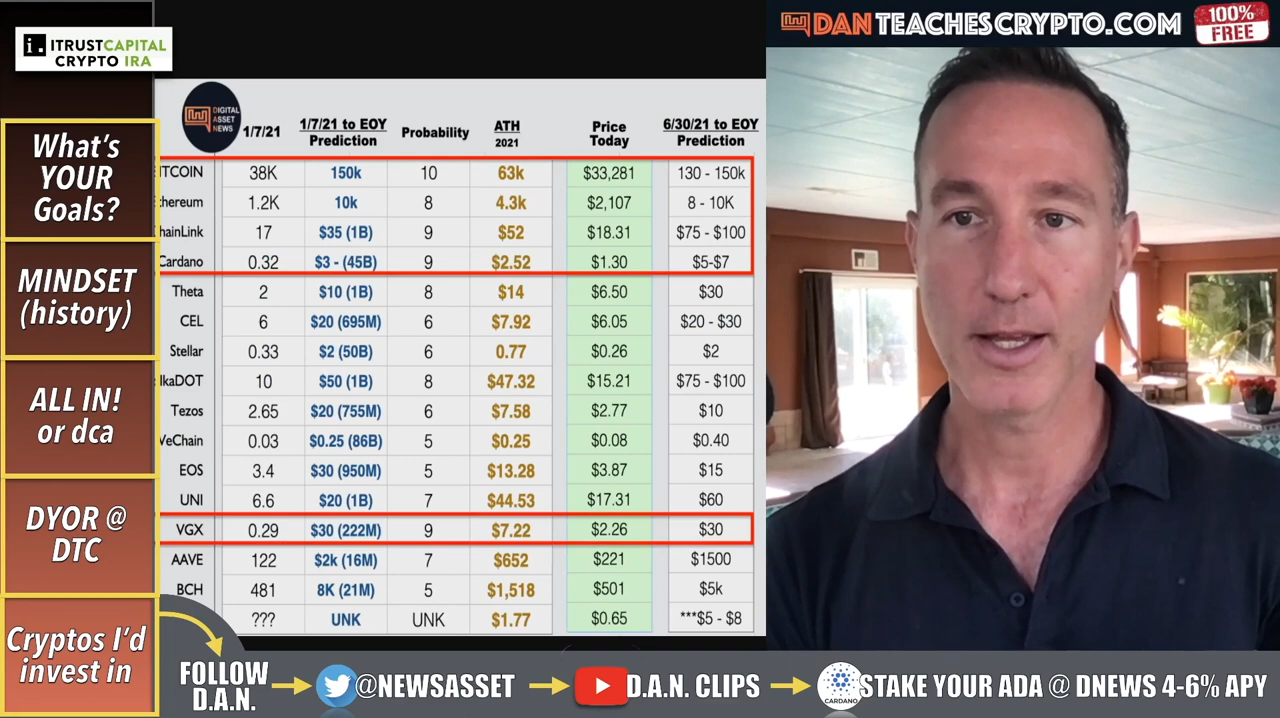 i. ITRUSTCAPITAL
CRYPTO IRA
DAN TEACHESCRYPTO.COM
100%
FREE
What's
YOUR
Goals?
MINDSET
(history)
ALL IN!
or dca
DYOR @
DTC
Cryptos I'd
invest in
DIGITAL
ASSET
NEWS
1/7/21 1/7/21 to EOY Prediction Probability ATH 2021 Price Today 6/30/21 to EOY Prediction
ITCOIN 38K 150k 10 63k $33,281 130 - 150k
thereum 1.2K 10k 8 4.3k $2,107 8 - 10K
hainLink 17 $35 (1B) 9 $52 $18.31 $75 - $100
Cardano 0.32 $3 - (45B) 9 $2.52 $1.30 $5-$7
Theta 2 $10 (1B) 8 $14 $6.50 $30
CEL 6 $20 (695M) 6 $7.92 $6.05 $20 - $30
Stellar 0.33 $2 (50B) 6 0.77 $0.26 $2
lkaDOT 10 $50 (1B) 8 $47.32 $15.21 $75 - $100
Tezos 2.65 $20 (755M) 6 $7.58 $2.77 $10
VeChain 0.03 $0.25 (86B) 5 $0.25 $0.08 $0.40
EOS 3.4 $30 (950M) 5 $13.28 $3.87 $15
UNI 6.6 $20 (1B) 7 $44.53 $17.31 $60
VGX 0.29 $30 (222M) 9 $7.22 $2.26 $30
AAVE 122 $2k (16M) 7 $652 $221 $1500
BCH 481 8K (21M) 5 $1,518 $501 $5k
??? UNK UNK $1.77 $0.65 ***$5 - $8
FOLLOW
D.A.N.
@NEWSASSET
D.A.N. CLIPS
CARDANO
STAKE YOUR ADA @ DNEWS 4-6% APY